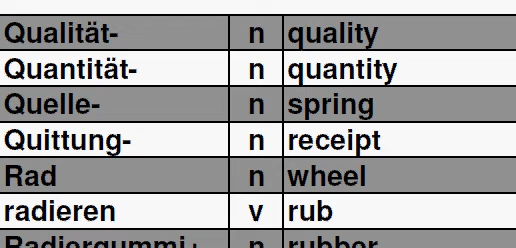 Qualität- n quality
Quantität- n quantity
Quelle- n spring
Quittung- n receipt
Rad n wheel
radieren v rub
Radiergummi+ n rubber